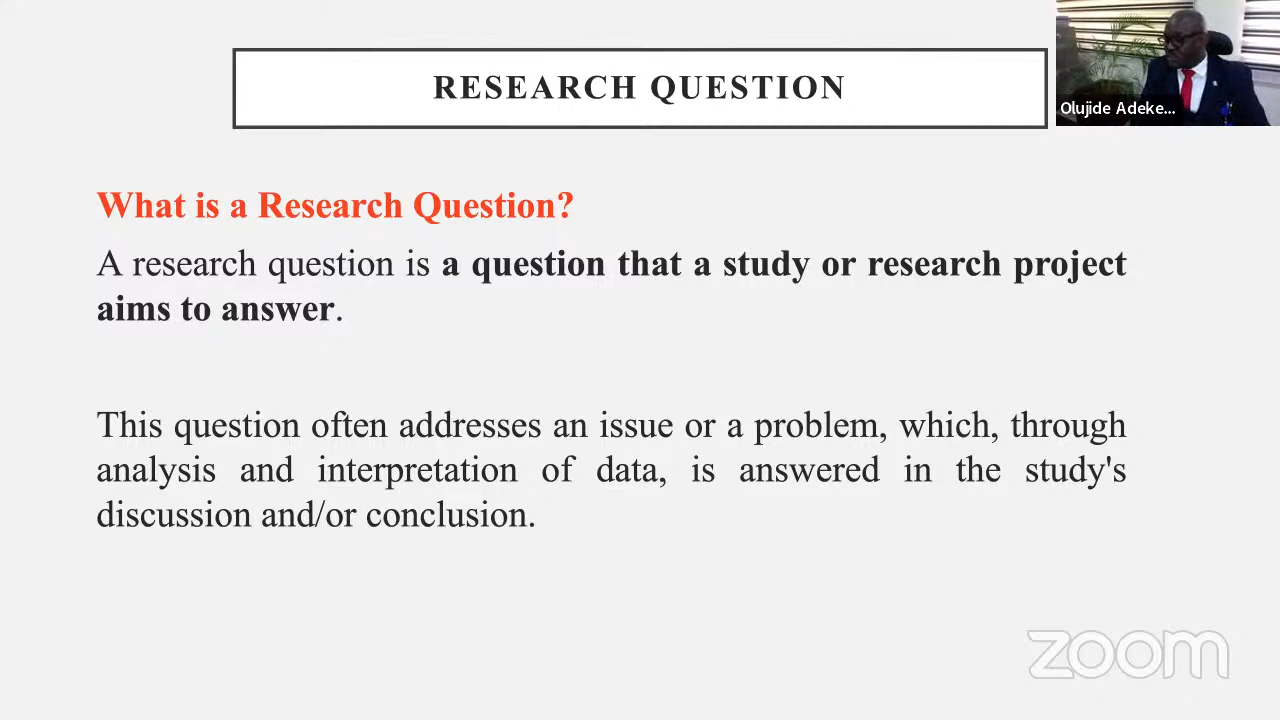 RESEARCH QUESTION
Olujide Adeke...
What is a Research Question?
A research question is a question that a study or research project
aims to answer.
This question often addresses an issue or a problem, which, through
analysis and interpretation of data, is answered in the study's
discussion and/or conclusion.
zoom